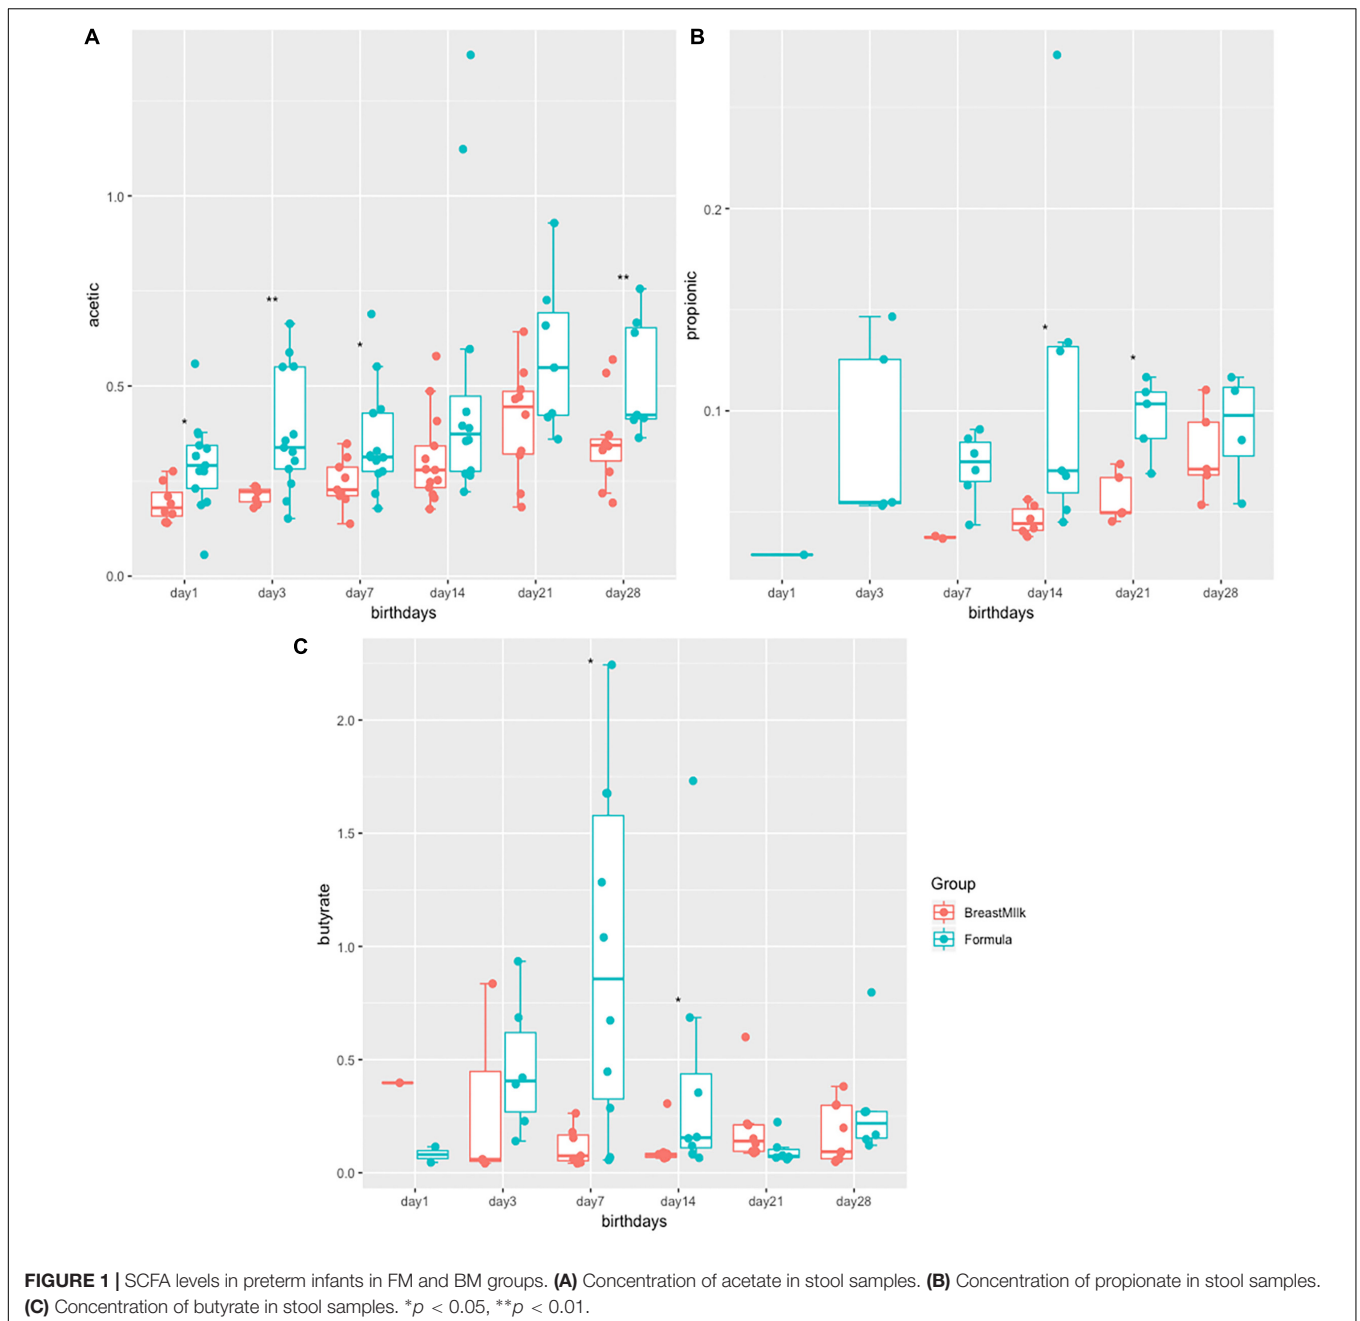 A
acetic
1.0
0.5
0.0
*
**
*
**
day1 day3 day7 day14 day21 day28
birthdays
B
propionic
0.2
0.1
*
*
day1 day3 day7 day14 day21 day28
birthdays
C
butyrate
2.0
1.5
1.0
0.5
0.0
*
*
day1 day3 day7 day14 day21 day28
birthdays
Group
BreastMIlk
Formula
FIGURE 1 | SCFA levels in preterm infants in FM and BM groups. (A) Concentration of acetate in stool samples. (B) Concentration of propionate in stool samples.
(C) Concentration of butyrate in stool samples. *p < 0.05, **p < 0.01.